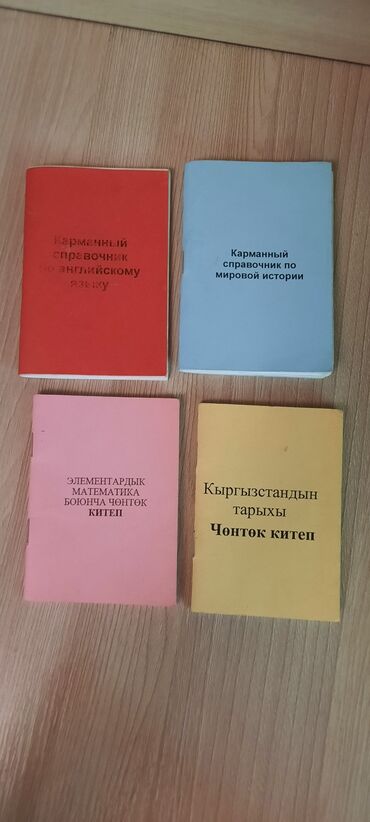 Карманный
справочник
по английскому
языку
Карманный
справочник по
мировой истории
ЭЛЕМЕНТАРДЫК
МАТЕМАТИКА
БОЮНЧА ЧӨНТӨК
КИТЕП
Кыргызстандын
тарыхы
Чөнтөк китеп